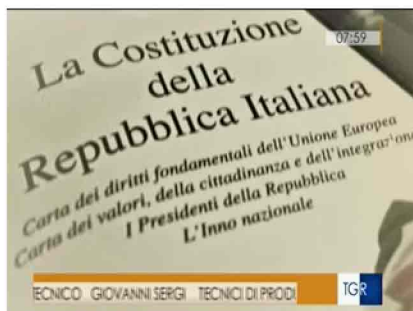 07:59
La Costituzione
della
Repubblica Italiana
Carta dei diritti fondamentali dell'Unione Europea
Carta dei valori, della cittadinanza e dell'integrazione
I Presidenti della Repubblica
L'Inno nazionale
ECNICO GIOVANNI SERGI TECNICI DI PRODI
TGR